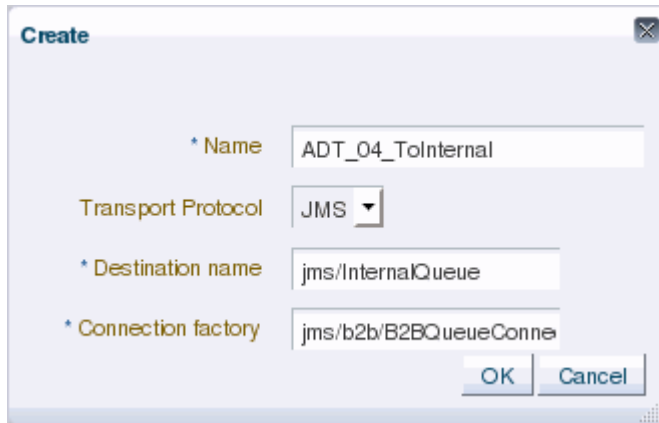 Create
* Name ADT_04_ToInternal
Transport Protocol JMS
* Destination name jms/InternalQueue
* Connection factory jms/b2b/B2BQueueConne
OK Cancel